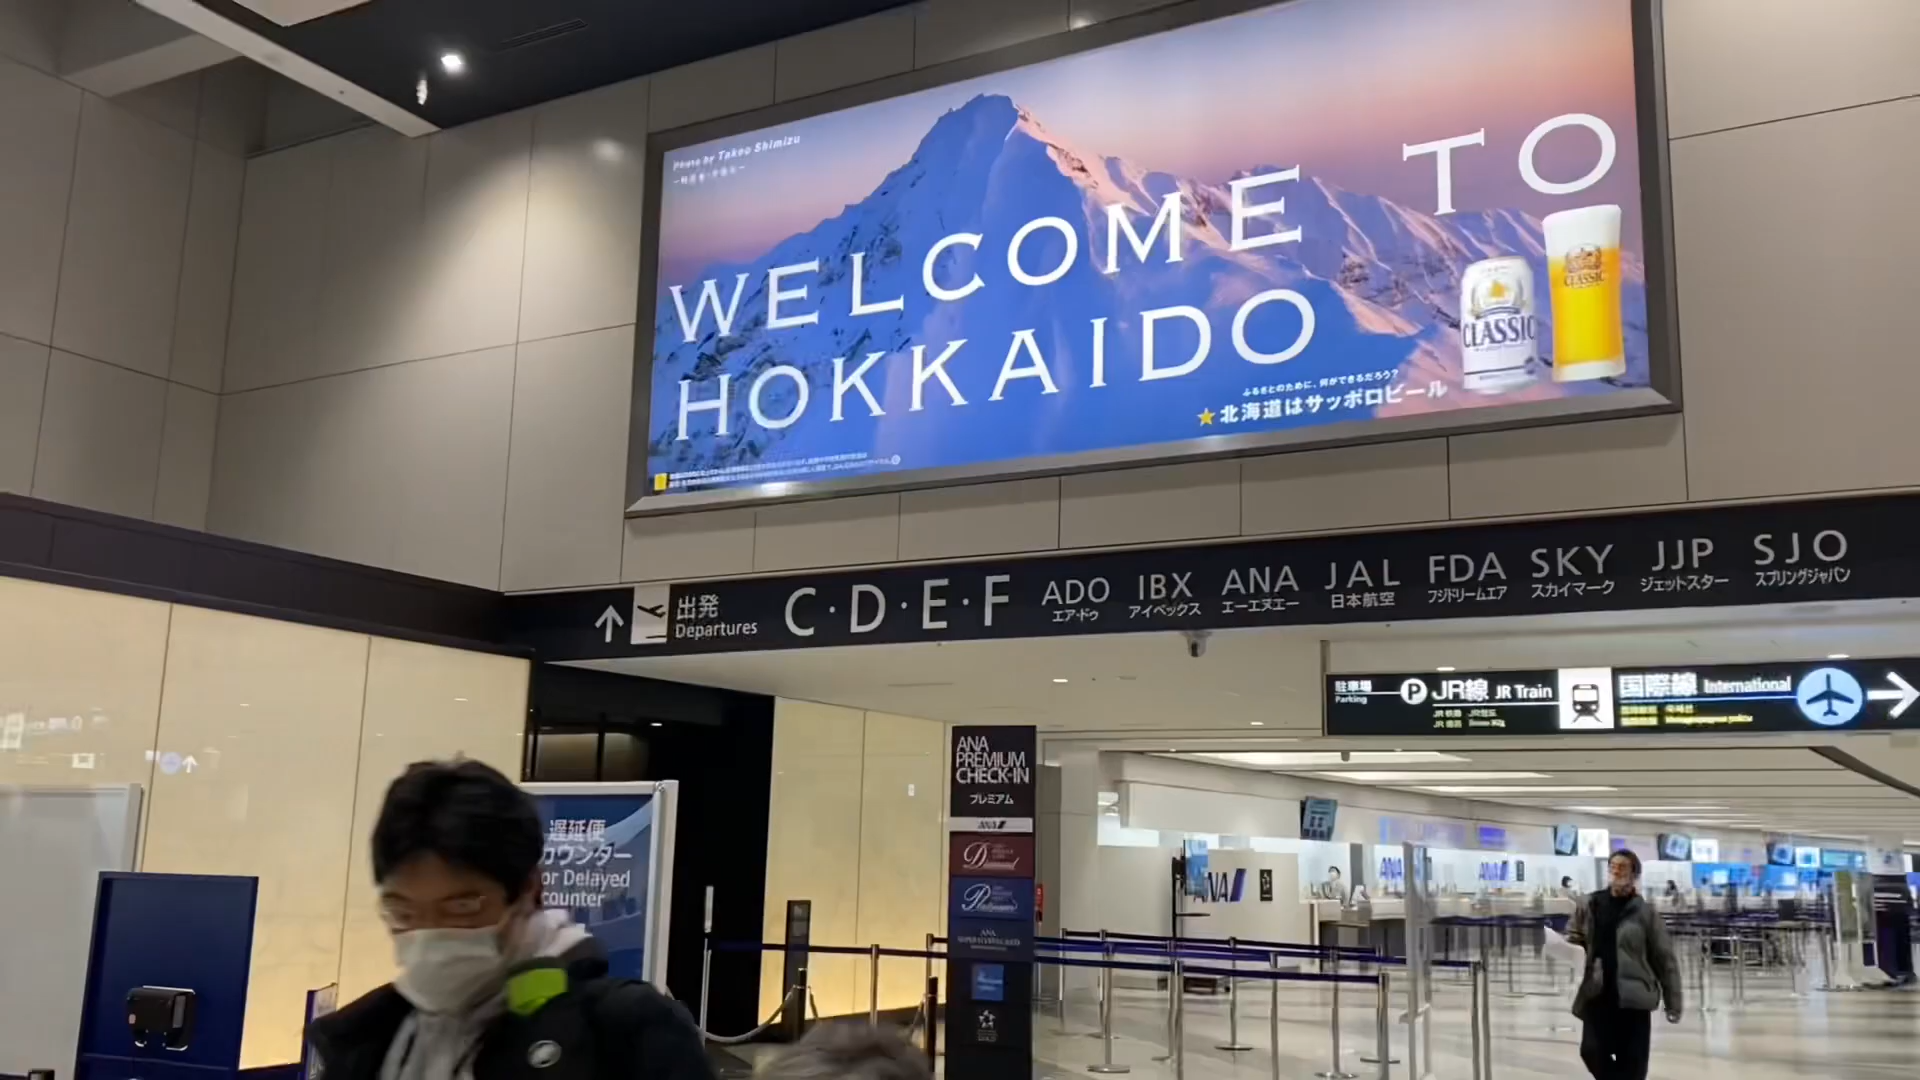 Photo by Takeo Shimizu
WELCOME TO
HOKKAIDO
CLASSIC
CLASSIC
ふるさとのために、何ができるだろう?
★北海道はサッポロビール
↑ 出発 Departures C・D・E・F
ADO IBX ANA JAL FDA SKY JJP SJO
エア・ドゥ アイベックス エーエヌエー 日本航空 フジドリームエア スカイマーク ジェットスター スプリングジャパン
駐車場 Parking P JR線 JR Train 国際線 International →
ANA
PREMIUM
CHECK-IN
プレミアム
ANA
Diamond
Platinum
遅延便
カウンター
or Delayed
counter
ANA
ANA
ANA